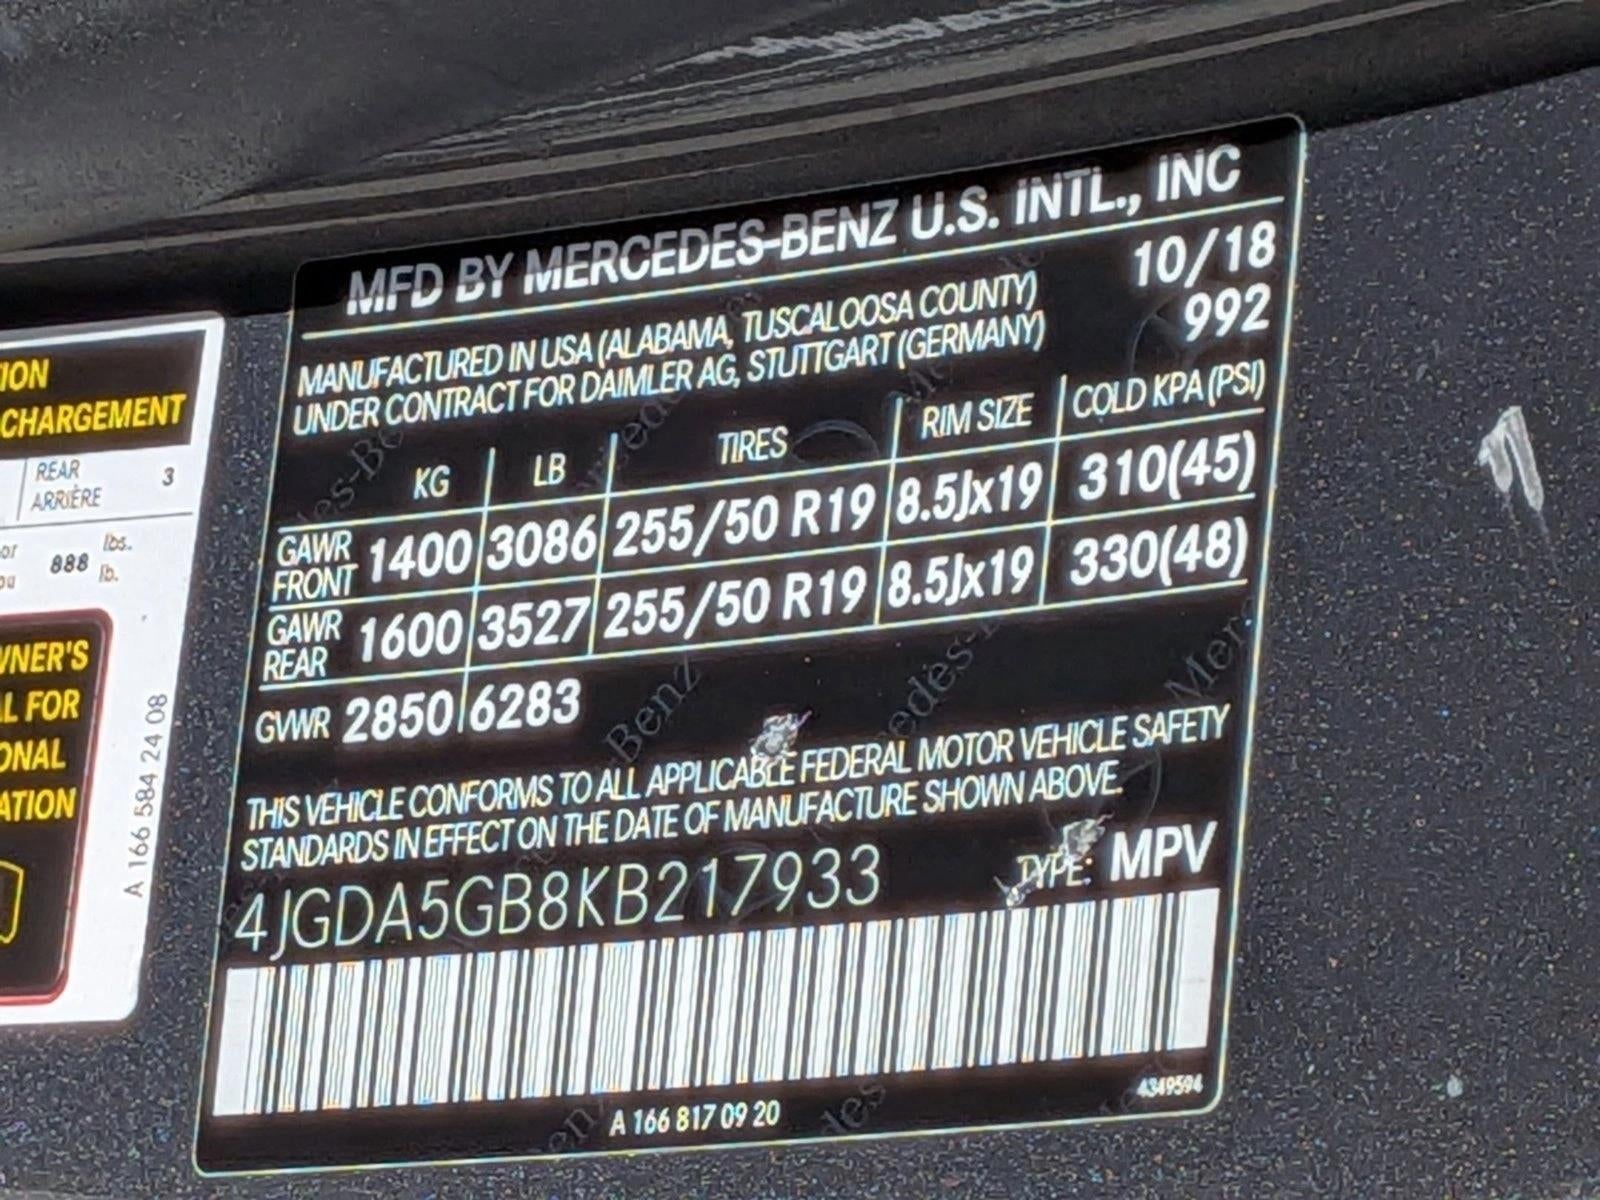 MFD BY MERCEDES-BENZ U.S. INTL., INC
MANUFACTURED IN USA (ALABAMA, TUSCALOOSA COUNTY) 10/18
UNDER CONTRACT FOR DAIMLER AG, STUTTGART (GERMANY) 992
KG LB TIRES RIM SIZE COLD KPA (PSI)
GAWR FRONT 1400 3086 255/50 R19 8.5Jx19 310(45)
GAWR REAR 1600 3527 255/50 R19 8.5Jx19 330(48)
GVWR 2850 6283
THIS VEHICLE CONFORMS TO ALL APPLICABLE FEDERAL MOTOR VEHICLE SAFETY
STANDARDS IN EFFECT ON THE DATE OF MANUFACTURE SHOWN ABOVE.
4JGDA5GB8KB217933 TYPE: MPV
A 166 817 09 20
4349594
CHARGEMENT
REAR 3
ARRIÈRE
888 lbs.
lb.
FOR
A 166 584 24 08